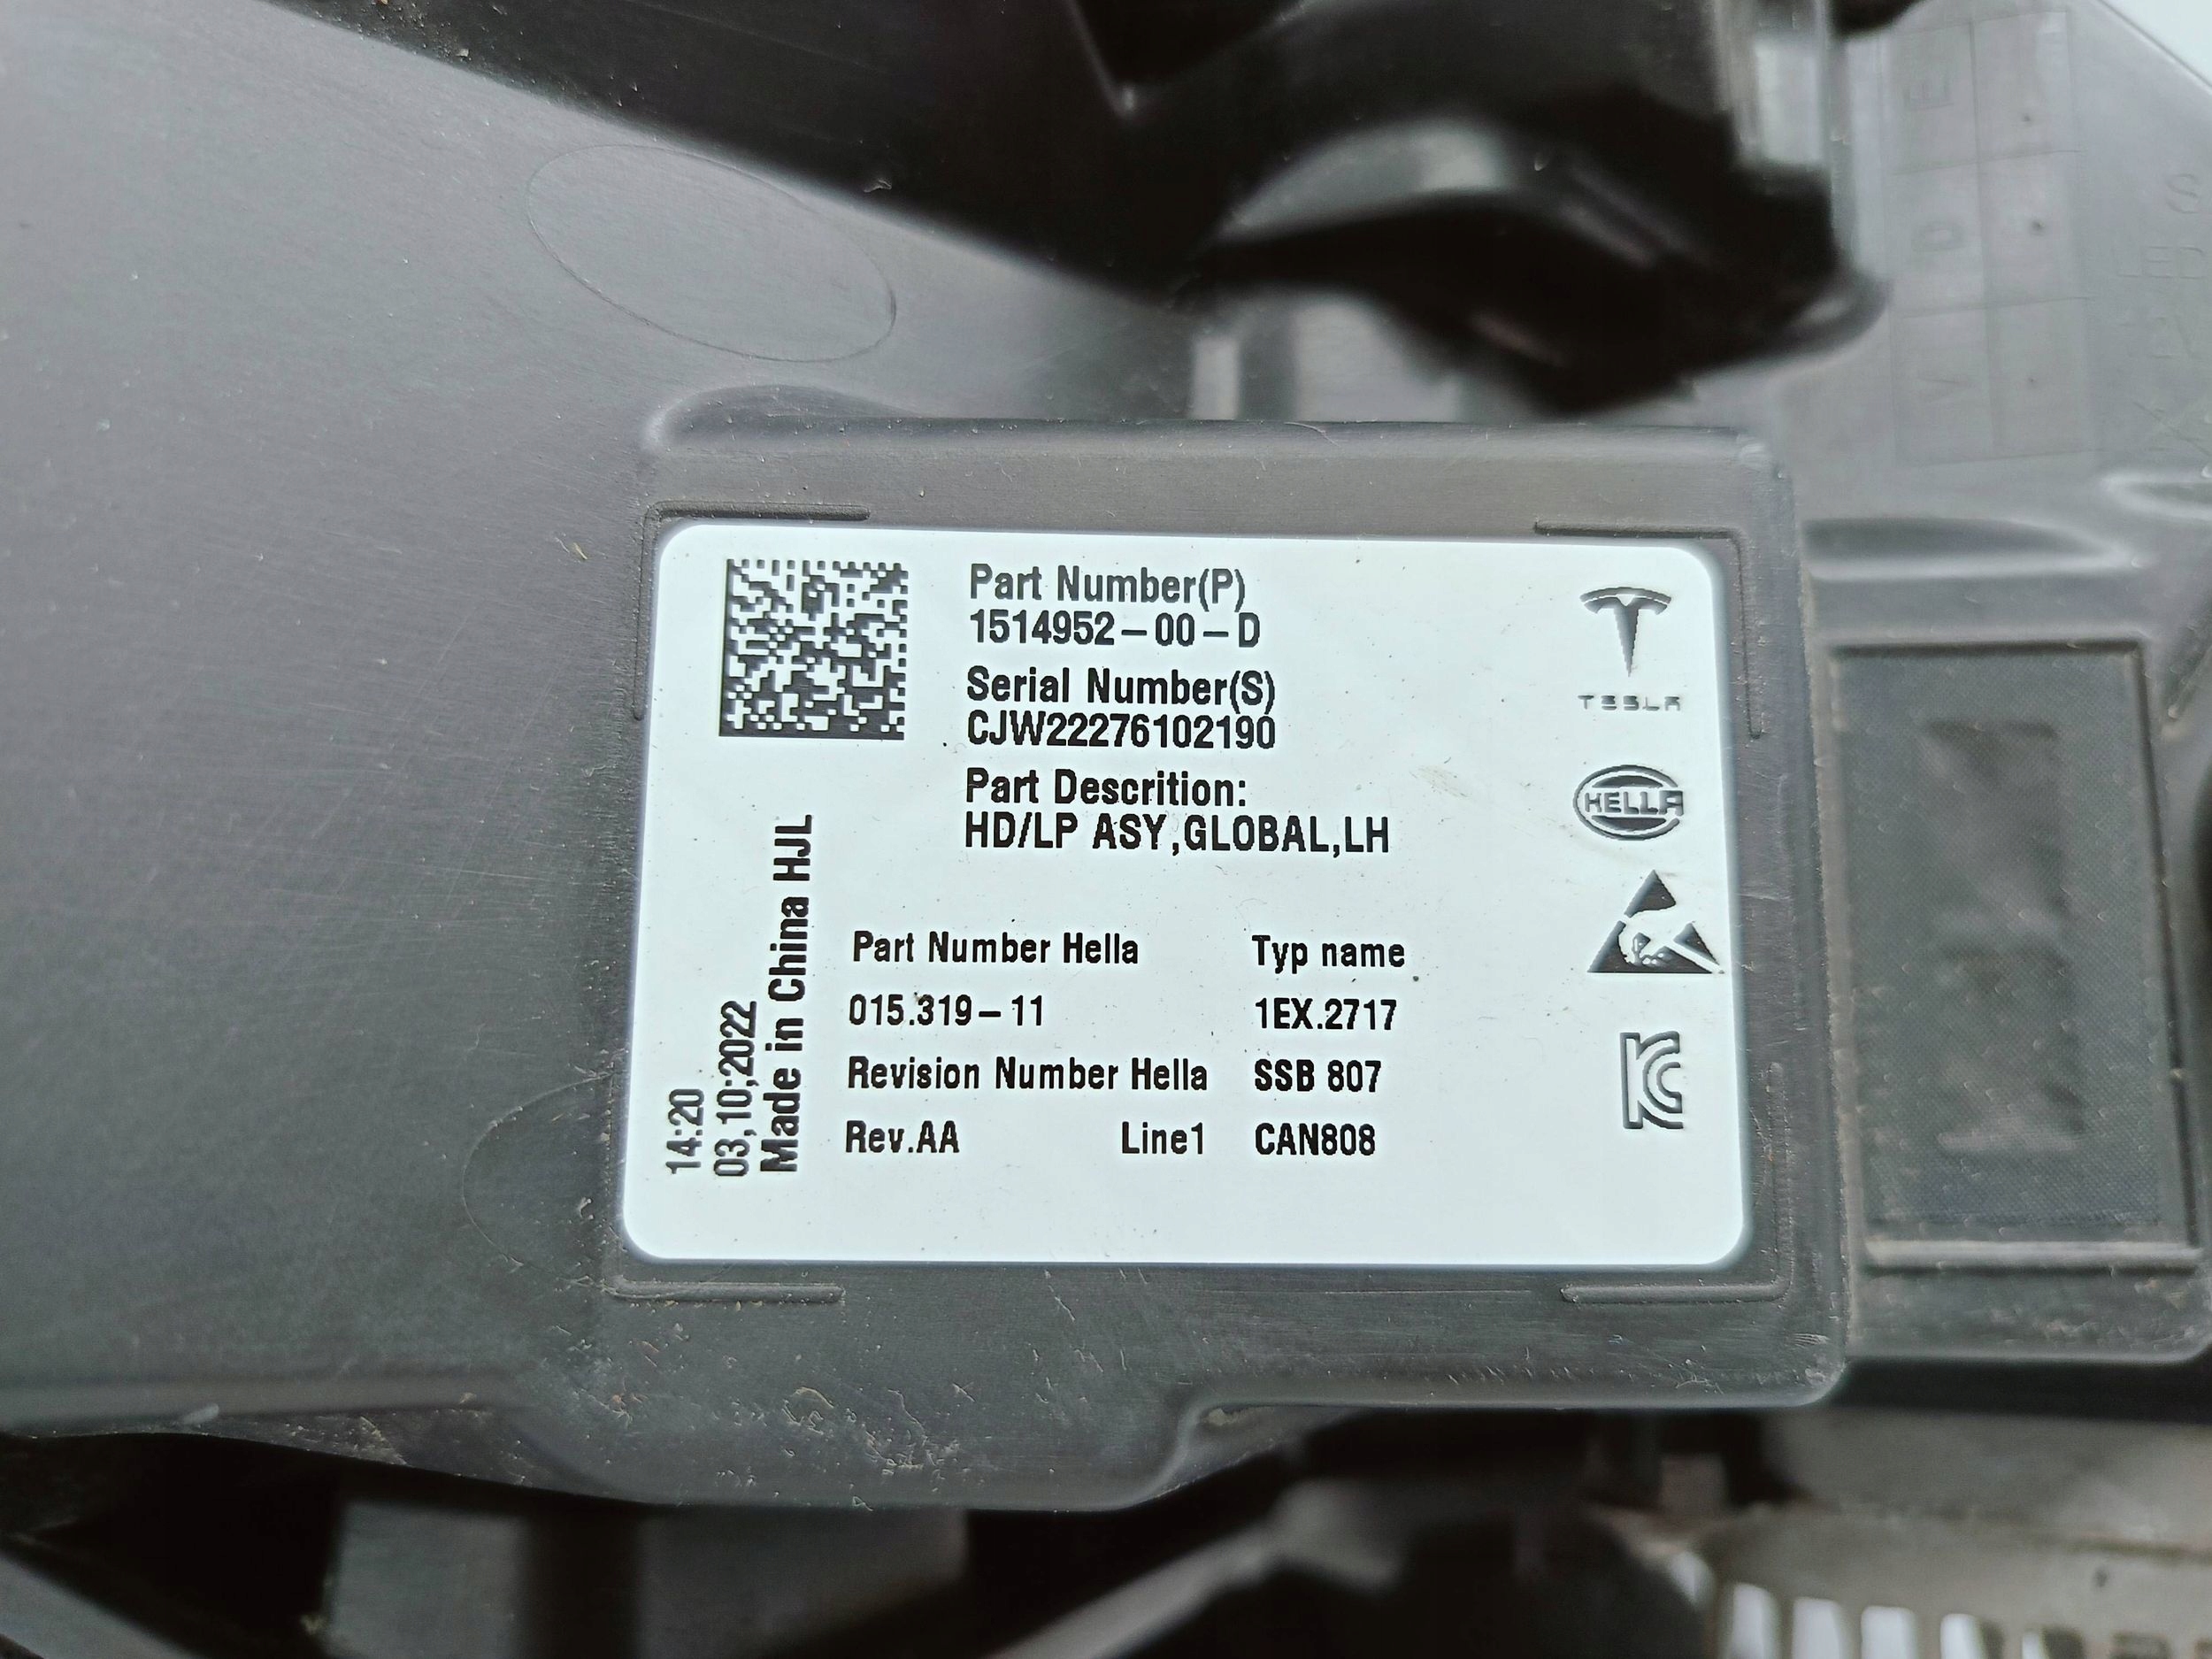 Part Number(P)
1514952-00-D
Serial Number(S)
CJW22276102190
Part Descrition:
HD/LP ASY,GLOBAL,LH
TESLA
HELLA
Part Number Hella
Typ name
015.319-11
1EX.2717
Revision Number Hella
SSB 807
Rev.AA
Line1
CAN808
14:20
03,10;2022
Made in China HJL